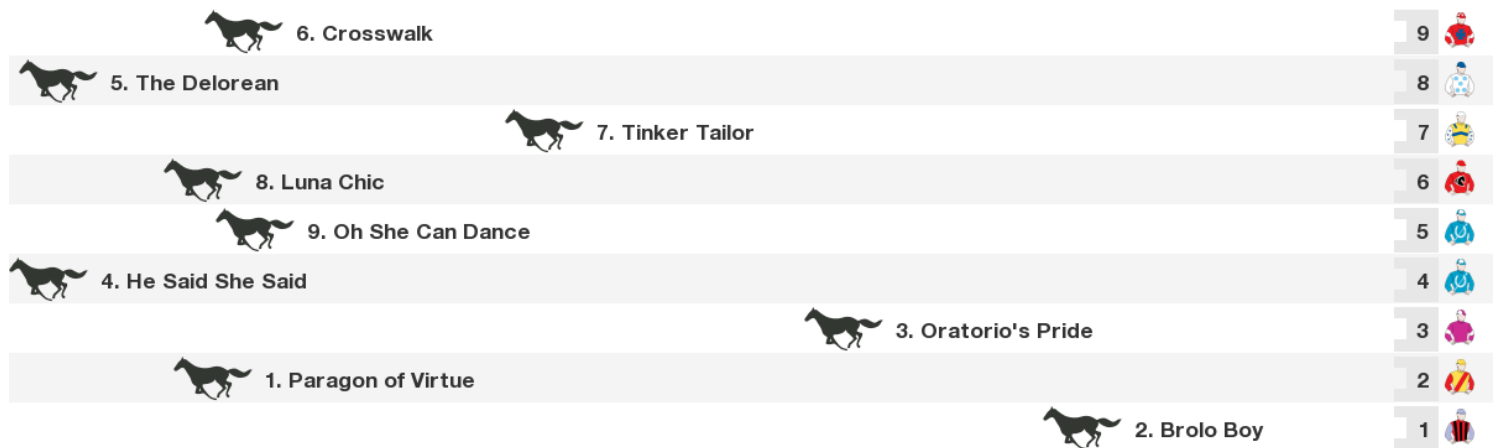 6. Crosswalk 9
5. The Delorean 8
7. Tinker Tailor 7
8. Luna Chic 6
9. Oh She Can Dance 5
4. He Said She Said 4
3. Oratorio's Pride 3
1. Paragon of Virtue 2
2. Brolo Boy 1